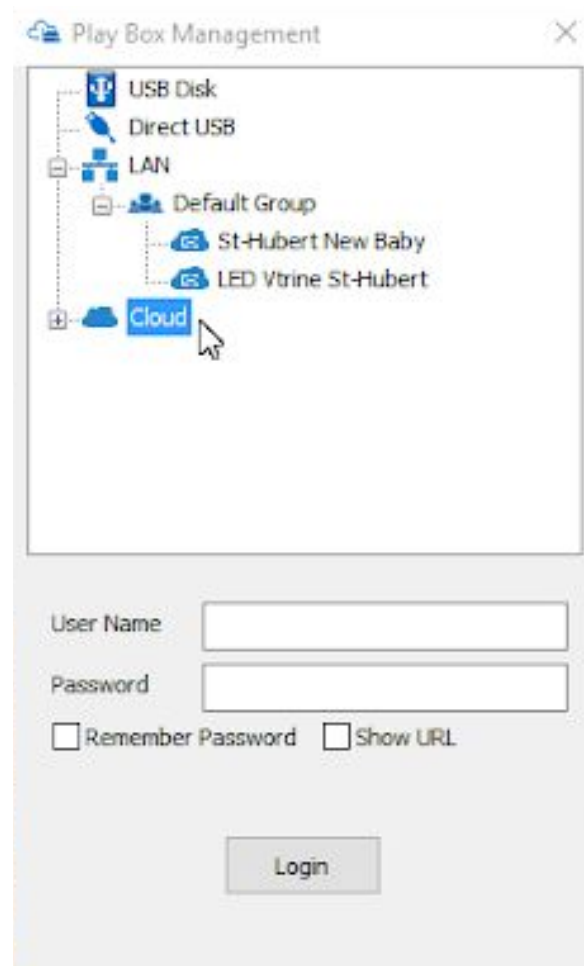 Play Box Management
USB Disk
Direct USB
LAN
Default Group
St-Hubert New Baby
LED Vtrine St-Hubert
Cloud
User Name
Password
Remember Password Show URL
Login